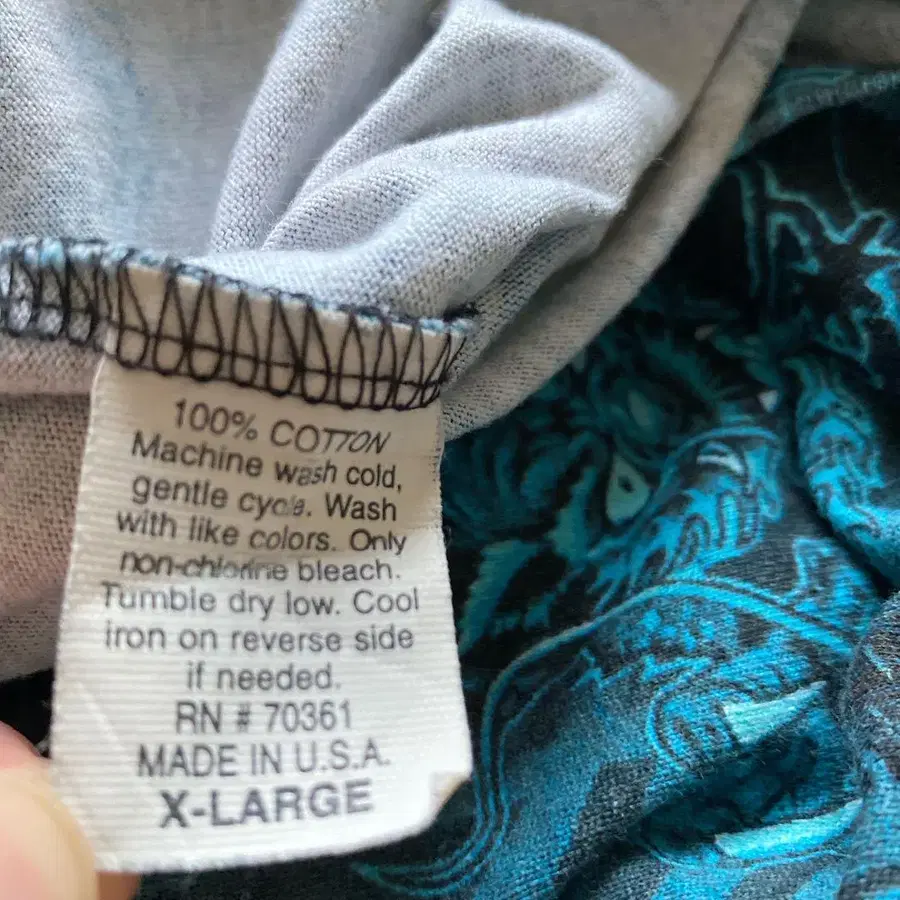 100% COTTON
Machine wash cold,
gentle cycle. Wash
with like colors. Only
non-chlorine bleach.
Tumble dry low. Cool
iron on reverse side
if needed.
RN # 70361
MADE IN U.S.A.
X-LARGE